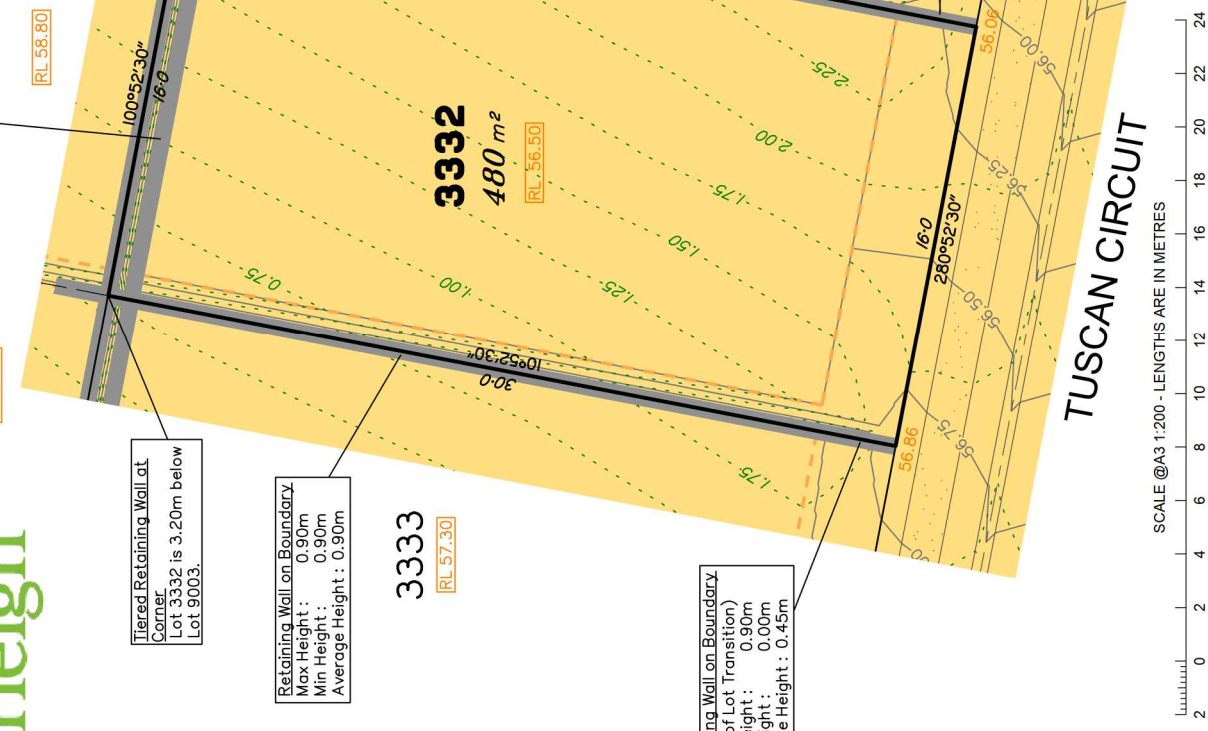 RL 58.80
100°52'30"
16·0
3332
480 m²
RL 56.50
2.25
2.00
1.75
1.50
1.25
1.00
0.75
56.06
56.00
56.25
16·0
280°52'30"
56.50
56.75
56.86
TUSCAN CIRCUIT
10°52'30"
30·0
1.75
3333
RL 57.30
Tiered Retaining Wall at
Corner
Lot 3332 is 3.20m below
Lot 9003.
Retaining Wall on Boundary
Max Height : 0.90m
Min Height : 0.90m
Average Height : 0.90m
Wall on Boundary
of Lot Transition)
0.90m
0.00m
Height : 0.45m
SCALE @A3 1:200 - LENGTHS ARE IN METRES
2 0 2 4 6 8 10 12 14 16 18 20 22 24